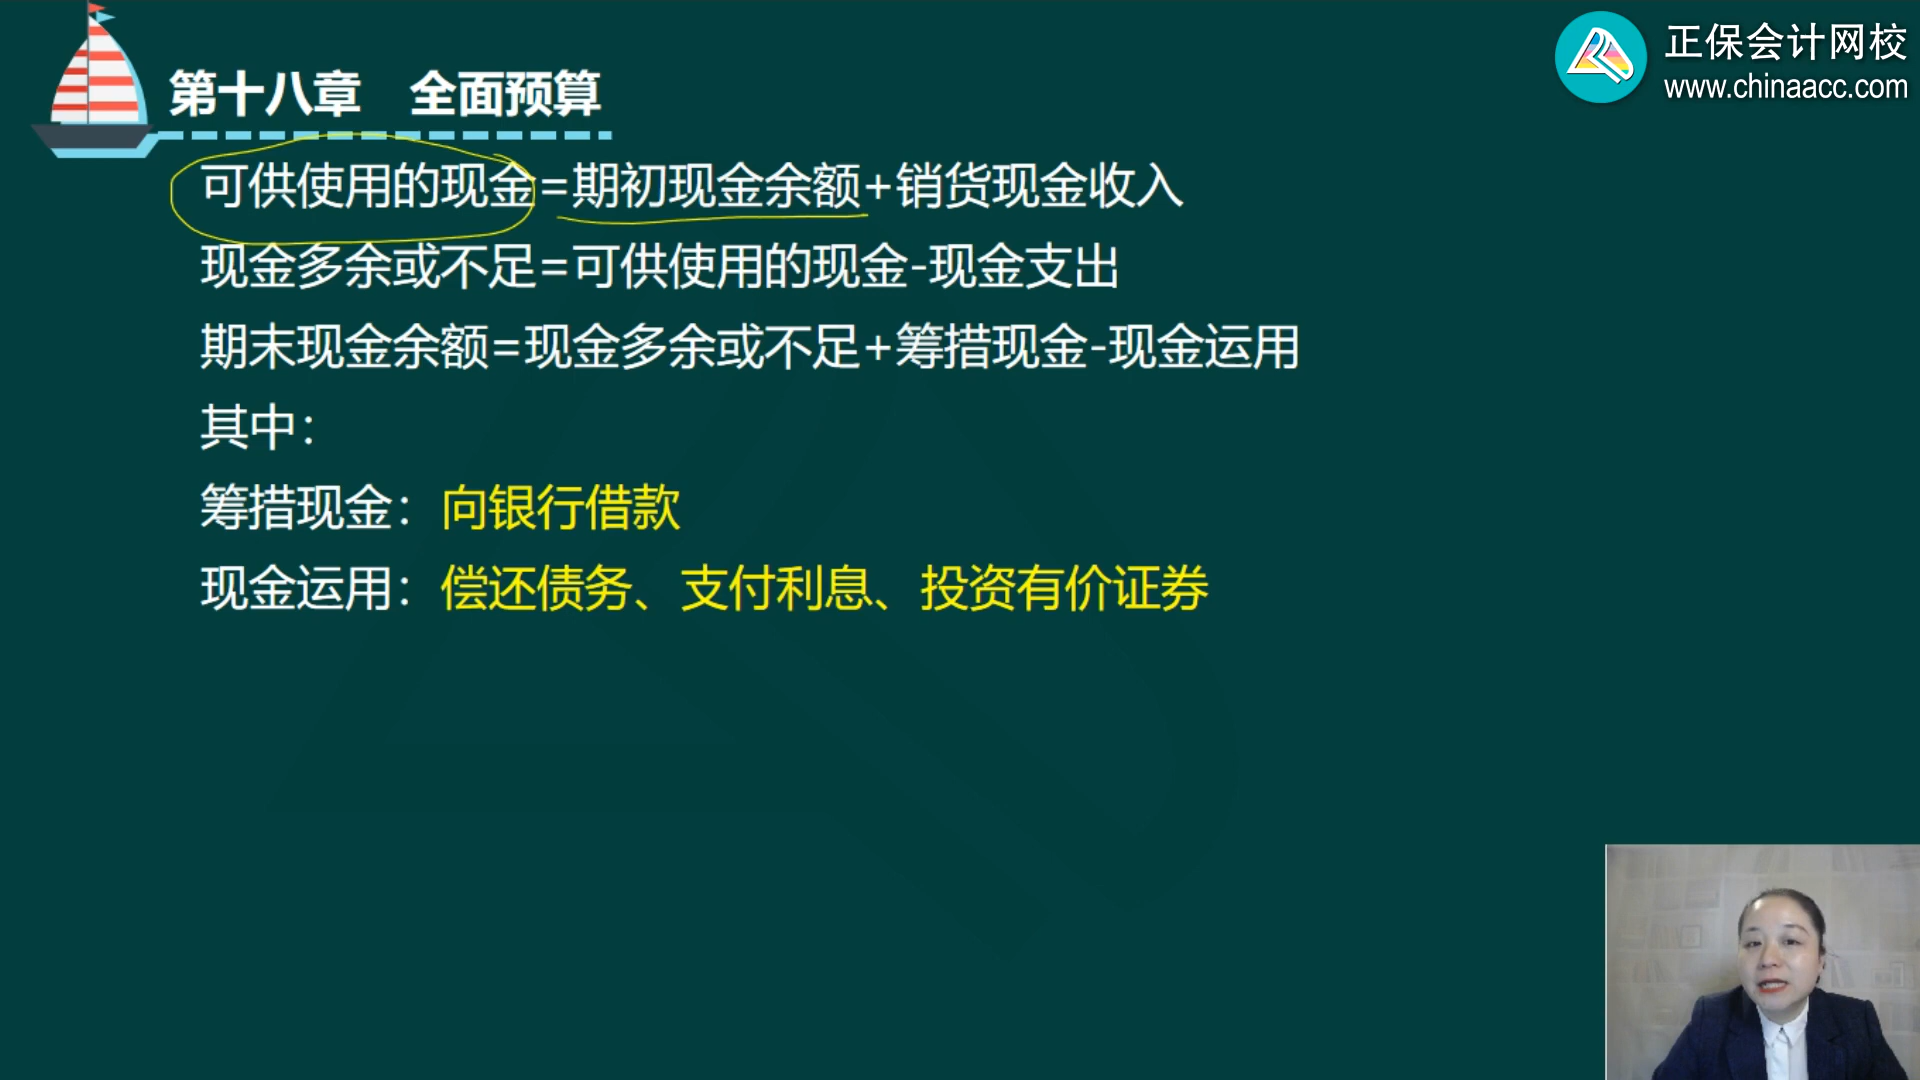 正保会计网校
www.chinaacc.com
第十八章 全面预算
可供使用的现金=期初现金余额+销货现金收入
现金多余或不足=可供使用的现金-现金支出
期末现金余额=现金多余或不足+筹措现金-现金运用
其中：
筹措现金：向银行借款
现金运用：偿还债务、支付利息、投资有价证券